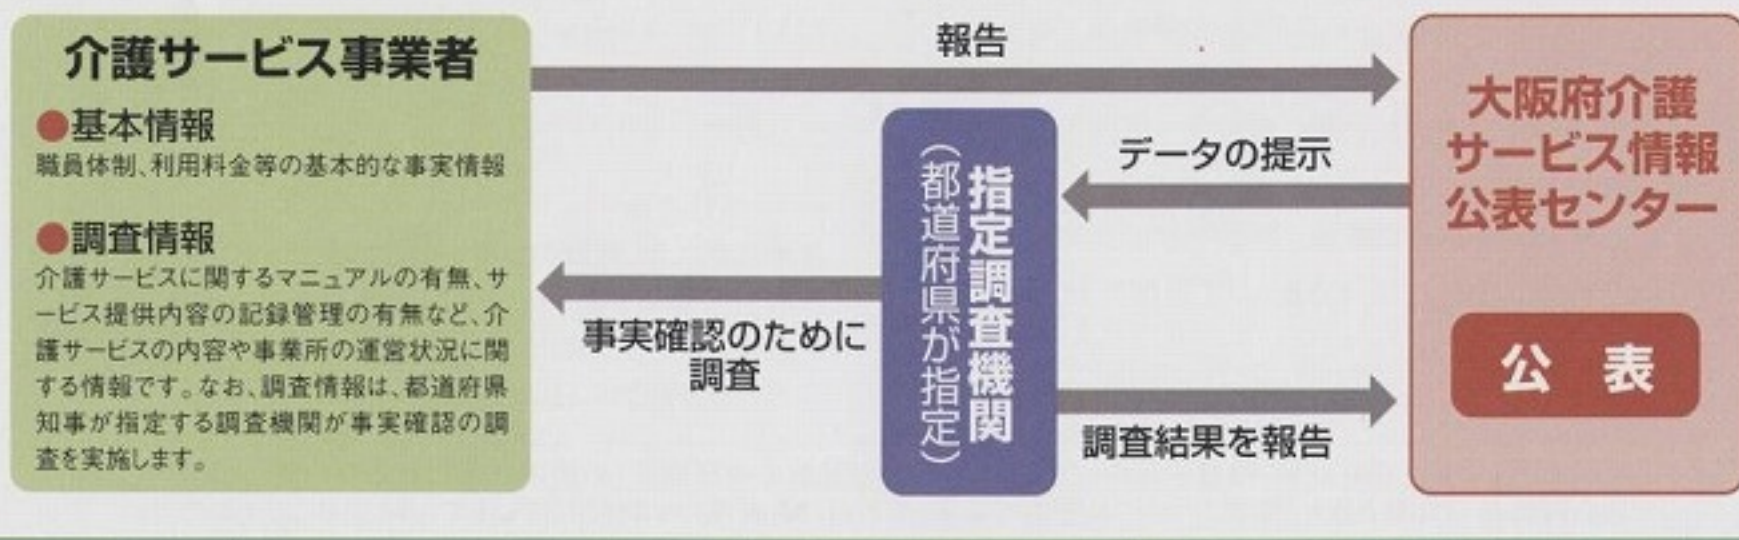 介護サービス事業者
●基本情報
職員体制、利用料金等の基本的な事実情報
●調査情報
介護サービスに関するマニュアルの有無、サ
ービス提供内容の記録管理の有無など、介
護サービスの内容や事業所の運営状況に関
する情報です。なお、調査情報は、都道府県
知事が指定する調査機関が事実確認の調
査を実施します。
報告
データの提示
指定調査機関
（都道府県が指定）
事実確認のために
調査
調査結果を報告
大阪府介護
サービス情報
公表センター
公 表